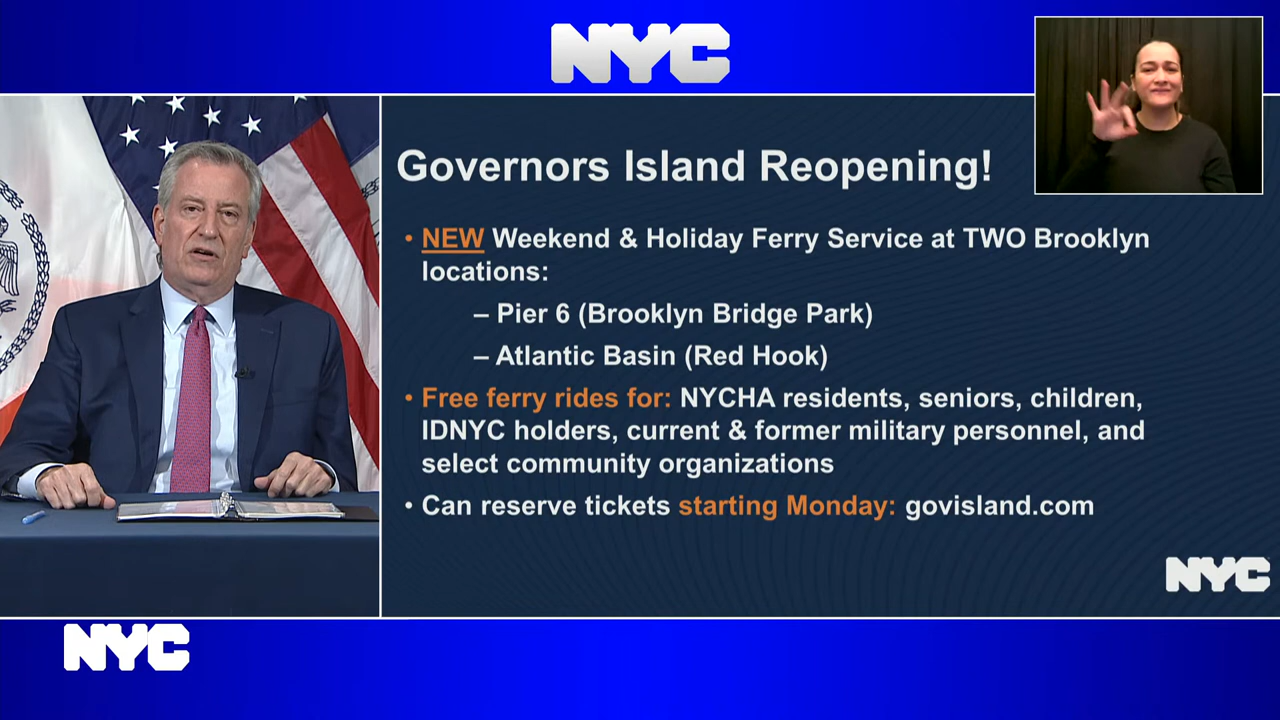 NYC
Governors Island Reopening!
• NEW Weekend & Holiday Ferry Service at TWO Brooklyn
locations:
– Pier 6 (Brooklyn Bridge Park)
– Atlantic Basin (Red Hook)
• Free ferry rides for: NYCHA residents, seniors, children,
IDNYC holders, current & former military personnel, and
select community organizations
• Can reserve tickets starting Monday: govisland.com
NYC
NYC